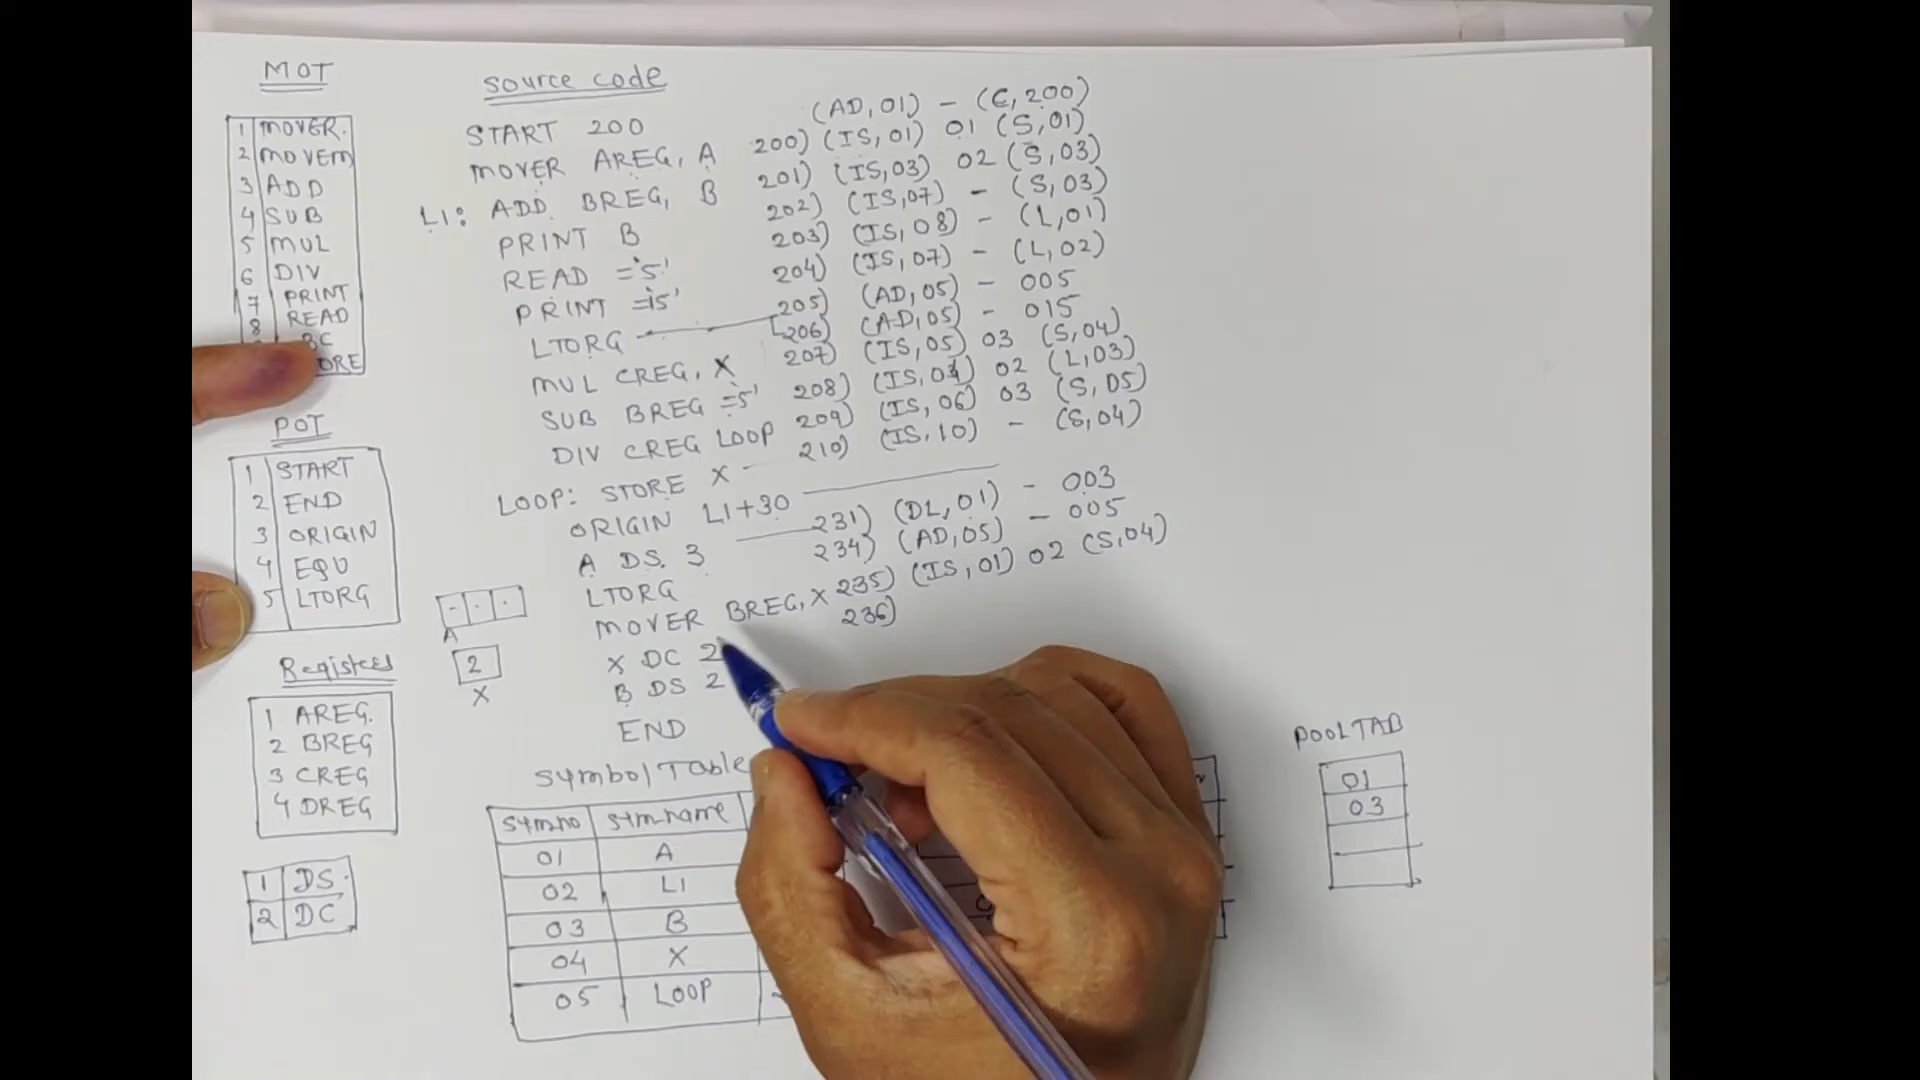 MOT
1 MOVER.
2 MOVEM
3 ADD
4 SUB
5 MUL
6 DIV
7 PRINT
8 READ
BC
ORE
POT
1 START
2 END
3 ORIGIN
4 EQU
5 LTORG
Registers
1 AREG.
2 BREG
3 CREG
4 DREG
1 DS.
2 DC
source code
START 200 (AD,01) - (C,200)
MOVER AREG, A 200) (IS,01) 01 (S,01)
L1: ADD BREG, B 201) (IS,03) 02 (S,03)
PRINT B 202) (IS,07) - (S,03)
READ ='5' 203) (IS,08) - (L,01)
PRINT ='15' 204) (IS,07) - (L,02)
LTORG 205) (AD,05) - 005
206) (AD,05) - 015
MUL CREG, X 207) (IS,05) 03 (S,04)
SUB BREG ='5' 208) (IS,04) 02 (L,03)
DIV CREG LOOP 209) (IS,06) 03 (S,05)
LOOP: STORE X 210) (IS,10) - (S,04)
ORIGIN L1+30
A DS. 3 231) (DL,01) - 003
LTORG 234) (AD,05) - 005
MOVER BREG, X 235) (IS,01) 02 (S,04)
236)
X DC 2
B DS 2
END
- . .
A
2
X
Symbol Table
Sym.no Sym.name
01 A
02 L1
03 B
04 X
05 LOOP
POOLTAB
01
03